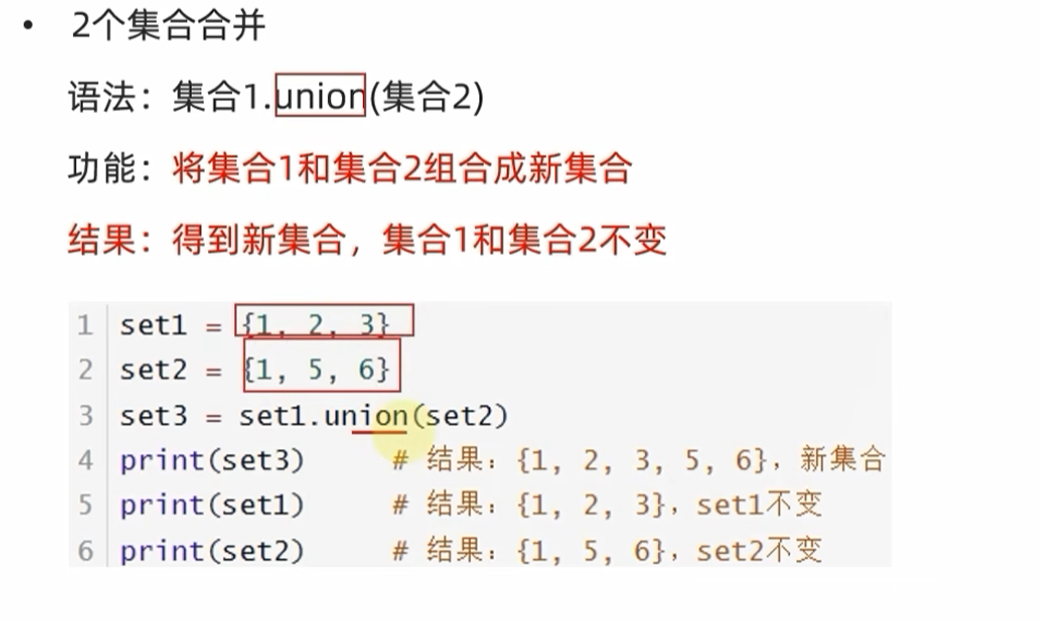 • 2个集合合并
语法：集合1.union(集合2)
功能：将集合1和集合2组合成新集合
结果：得到新集合，集合1和集合2不变
1 set1 = {1, 2, 3}
2 set2 = {1, 5, 6}
3 set3 = set1.union(set2)
4 print(set3) # 结果：{1, 2, 3, 5, 6}，新集合
5 print(set1) # 结果：{1, 2, 3}，set1不变
6 print(set2) # 结果：{1, 5, 6}，set2不变